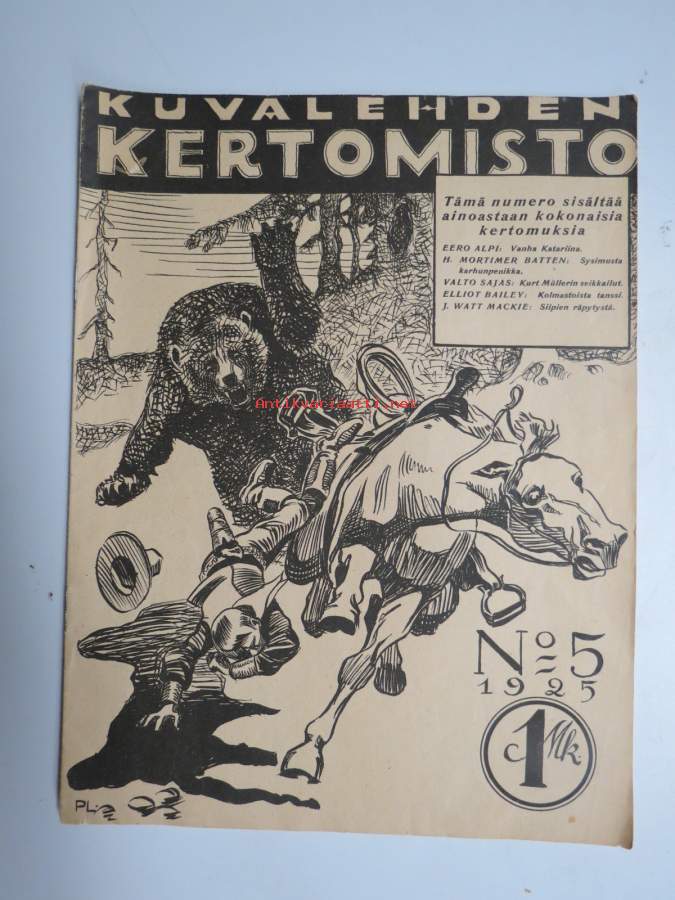 KUVALEHDEN
KERTOMISTO
Tämä numero sisältää
ainoastaan kokonaisia
kertomuksia
EERO ALPI: Vanha Katariina.
H. MORTIMER BATTEN: Sysimusta
karhunpenikka.
VALTO SAJAS: Kurt Müllerin seikkailut.
ELLIOT BAILEY: Kolmastoista tanssi.
J. WATT MACKIE: Siipien räpytystä.
Antikvariaatti.net
No 5
1925
1 Mk
PL